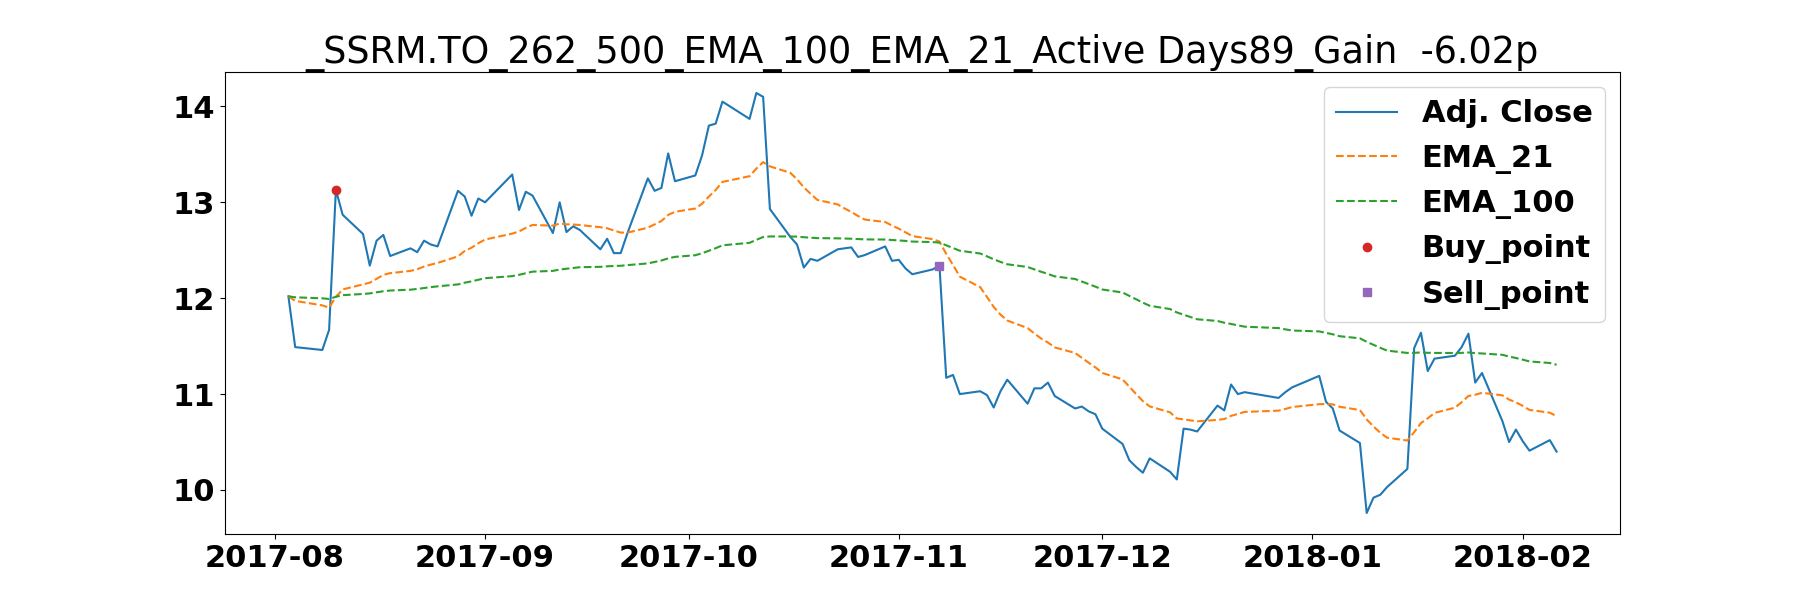 _SSRM.TO_262_500_EMA_100_EMA_21_Active Days89_Gain  -6.02p
14
13
12
11
10
Adj. Close
EMA_21
EMA_100
Buy_point
Sell_point
2017-08 2017-09 2017-10 2017-11 2017-12 2018-01 2018-02